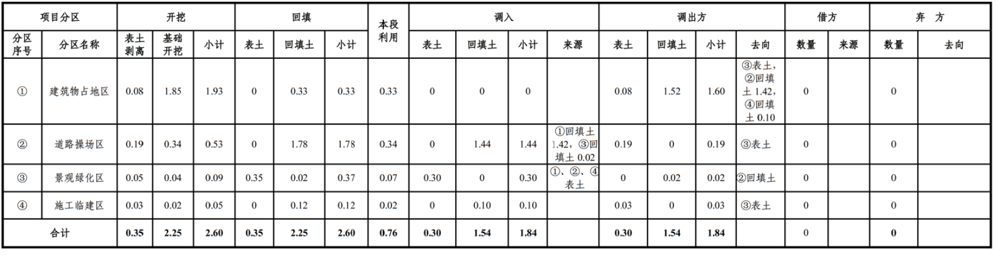 项目分区 开挖 回填 本段利用 调入 调出方 借方 弃 方
分区序号 分区名称 表土剥离 基础开挖 小计 表土 回填土 小计 表土 回填土 小计 来源 表土 回填土 小计 去向 数量 来源 数量 去向
① 建筑物占地区 0.08 1.85 1.93 0 0.33 0.33 0.33 0 0 0 0.08 1.52 1.60 ③表土，②回填土 1.42，④回填土 0.10 0 0
② 道路操场区 0.19 0.34 0.53 0 1.78 1.78 0.34 0 1.44 1.44 ①回填土 1.42，③回填土 0.02 0.19 0 0.19 ③表土 0 0
③ 景观绿化区 0.05 0.04 0.09 0.35 0.02 0.37 0.07 0.30 0 0.30 ①、②、④表土 0 0.02 0.02 ②回填土 0 0
④ 施工临建区 0.03 0.02 0.05 0 0.12 0.12 0.02 0 0.10 0.10 0.03 0 0.03 ③表土 0 0
合计 0.35 2.25 2.60 0.35 2.25 2.60 0.76 0.30 1.54 1.84 0.30 1.54 1.84 0 0